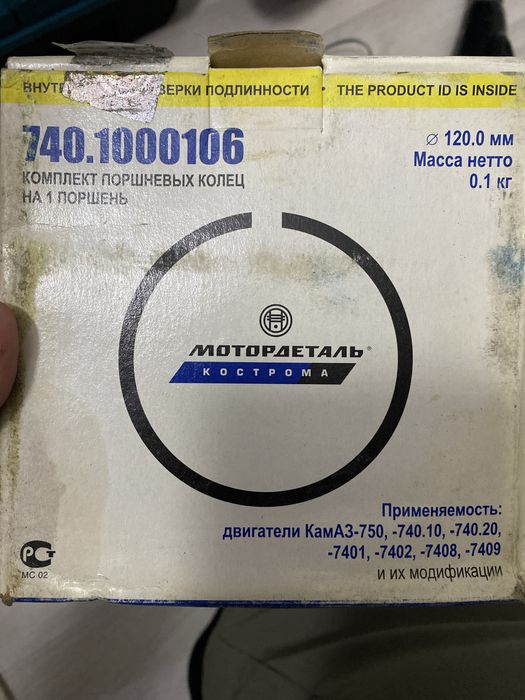 ВЕРКИ ПОДЛИННОСТИ • THE PRODUCT ID IS INSIDE
740.1000106
КОМПЛЕКТ ПОРШНЕВЫХ КОЛЕЦ
НА 1 ПОРШЕНЬ
⌀ 120.0 мм
Масса нетто
0.1 кг
МОТОРДЕТАЛЬ®
КОСТРОМА
Применяемость:
двигатели КамАЗ-750, -740.10, -740.20,
-7401, -7402, -7408, -7409
и их модификации
РСТ
МС 02